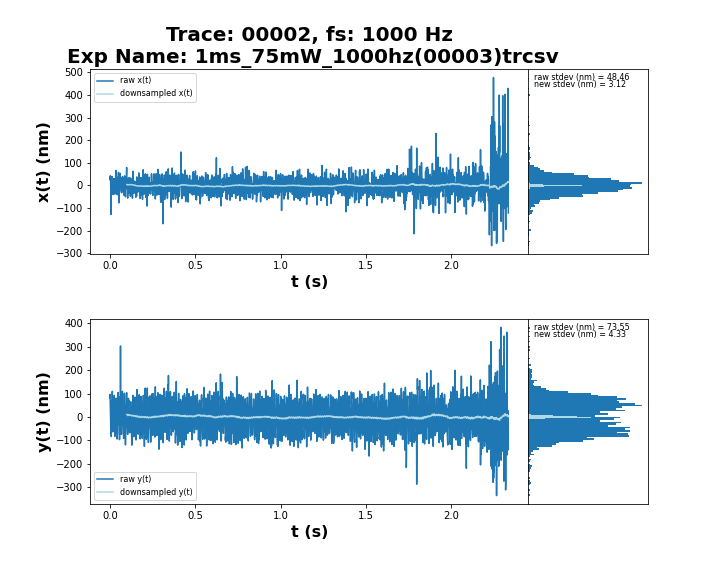 Trace: 00002, fs: 1000 Hz
Exp Name: 1ms_75mW_1000hz(00003)trcsv
500
400
300
200
100
0
−100
−200
−300
x(t) (nm)
raw x(t)
downsampled x(t)
raw stdev (nm) = 48.46
new stdev (nm) = 3.12
0.0
0.5
1.0
1.5
2.0
t (s)
400
300
200
100
0
−100
−200
−300
y(t) (nm)
raw stdev (nm) = 73.55
new stdev (nm) = 4.33
raw y(t)
downsampled y(t)
0.0
0.5
1.0
1.5
2.0
t (s)